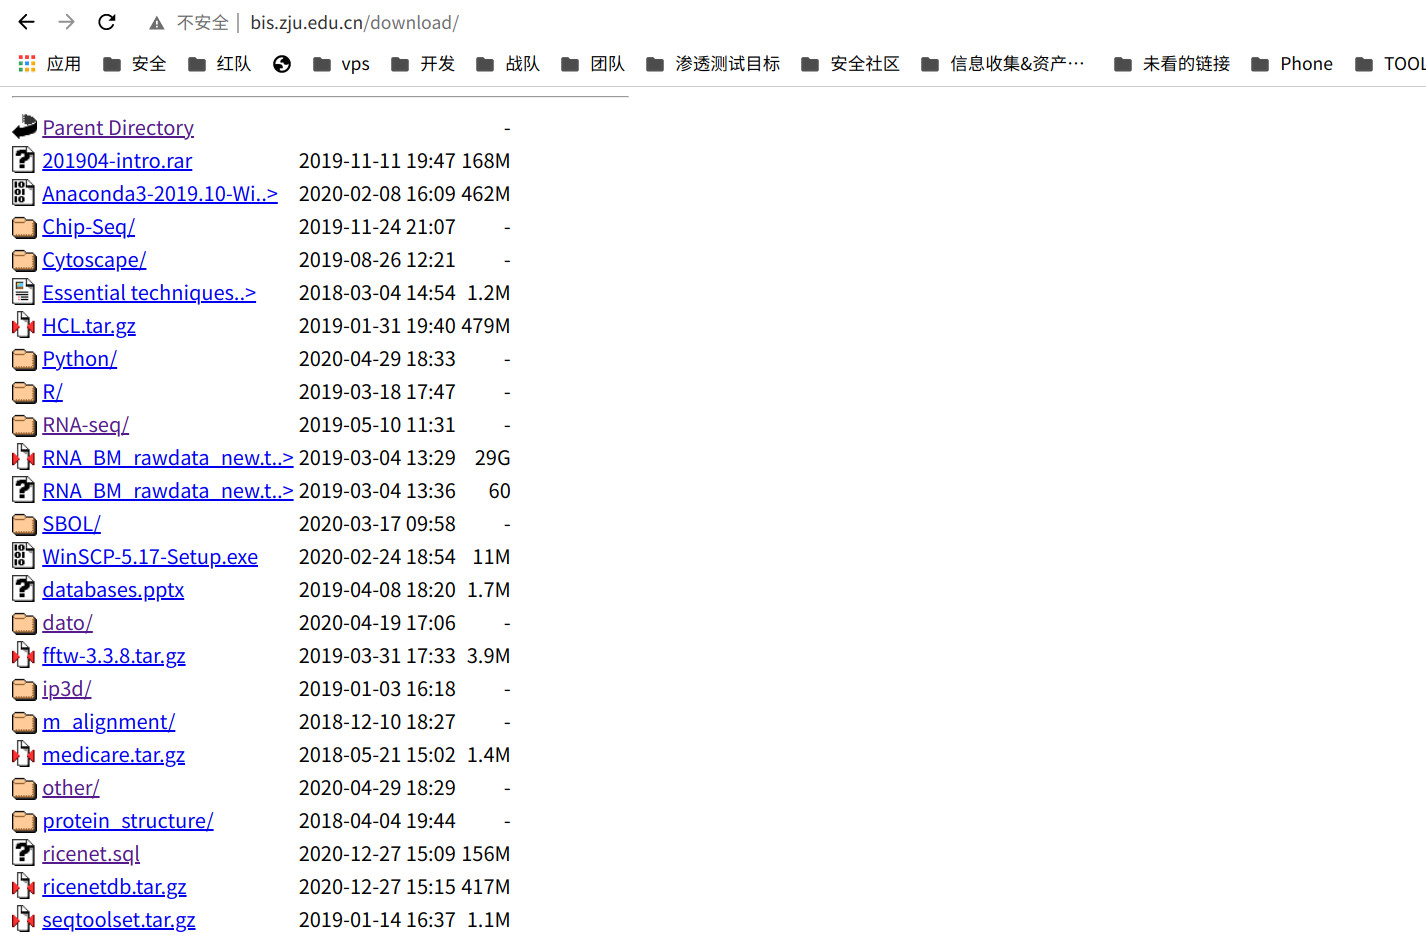 不安全 | bis.zju.edu.cn/download/
应用 安全 红队 vps 开发 战队 团队 渗透测试目标 安全社区 信息收集&资产… 未看的链接 Phone TOOL
Parent Directory -
201904-intro.rar 2019-11-11 19:47 168M
Anaconda3-2019.10-Wi..> 2020-02-08 16:09 462M
Chip-Seq/ 2019-11-24 21:07 -
Cytoscape/ 2019-08-26 12:21 -
Essential techniques..> 2018-03-04 14:54 1.2M
HCL.tar.gz 2019-01-31 19:40 479M
Python/ 2020-04-29 18:33 -
R/ 2019-03-18 17:47 -
RNA-seq/ 2019-05-10 11:31 -
RNA_BM_rawdata_new.t..> 2019-03-04 13:29 29G
RNA_BM_rawdata_new.t..> 2019-03-04 13:36 60
SBOL/ 2020-03-17 09:58 -
WinSCP-5.17-Setup.exe 2020-02-24 18:54 11M
databases.pptx 2019-04-08 18:20 1.7M
dato/ 2020-04-19 17:06 -
fftw-3.3.8.tar.gz 2019-03-31 17:33 3.9M
ip3d/ 2019-01-03 16:18 -
m_alignment/ 2018-12-10 18:27 -
medicare.tar.gz 2018-05-21 15:02 1.4M
other/ 2020-04-29 18:29 -
protein_structure/ 2018-04-04 19:44 -
ricenet.sql 2020-12-27 15:09 156M
ricenetdb.tar.gz 2020-12-27 15:15 417M
seqtoolset.tar.gz 2019-01-14 16:37 1.1M